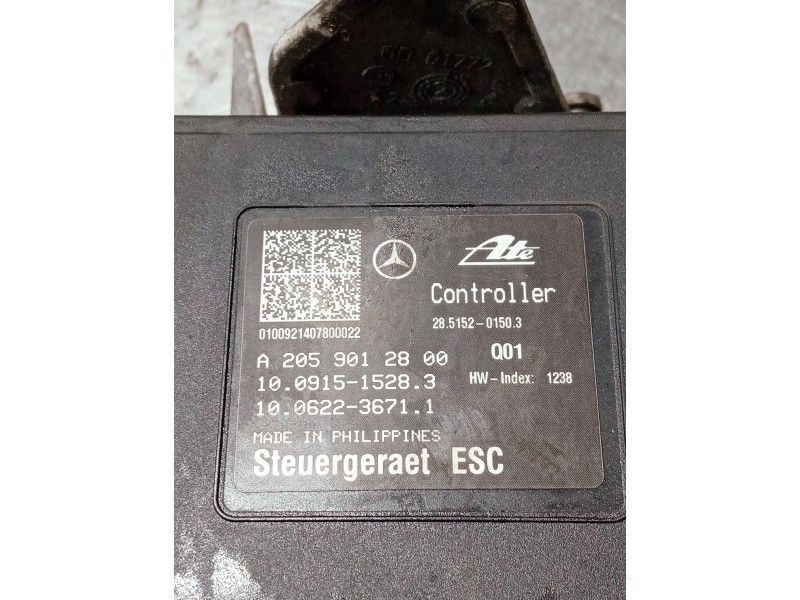 Ate
Controller
28.5152-0150.3
0100921407800022
A 205 901 28 00
Q01
10.0915-1528.3
HW-Index: 1238
10.0622-3671.1
MADE IN PHILIPPINES
Steuergeraet ESC